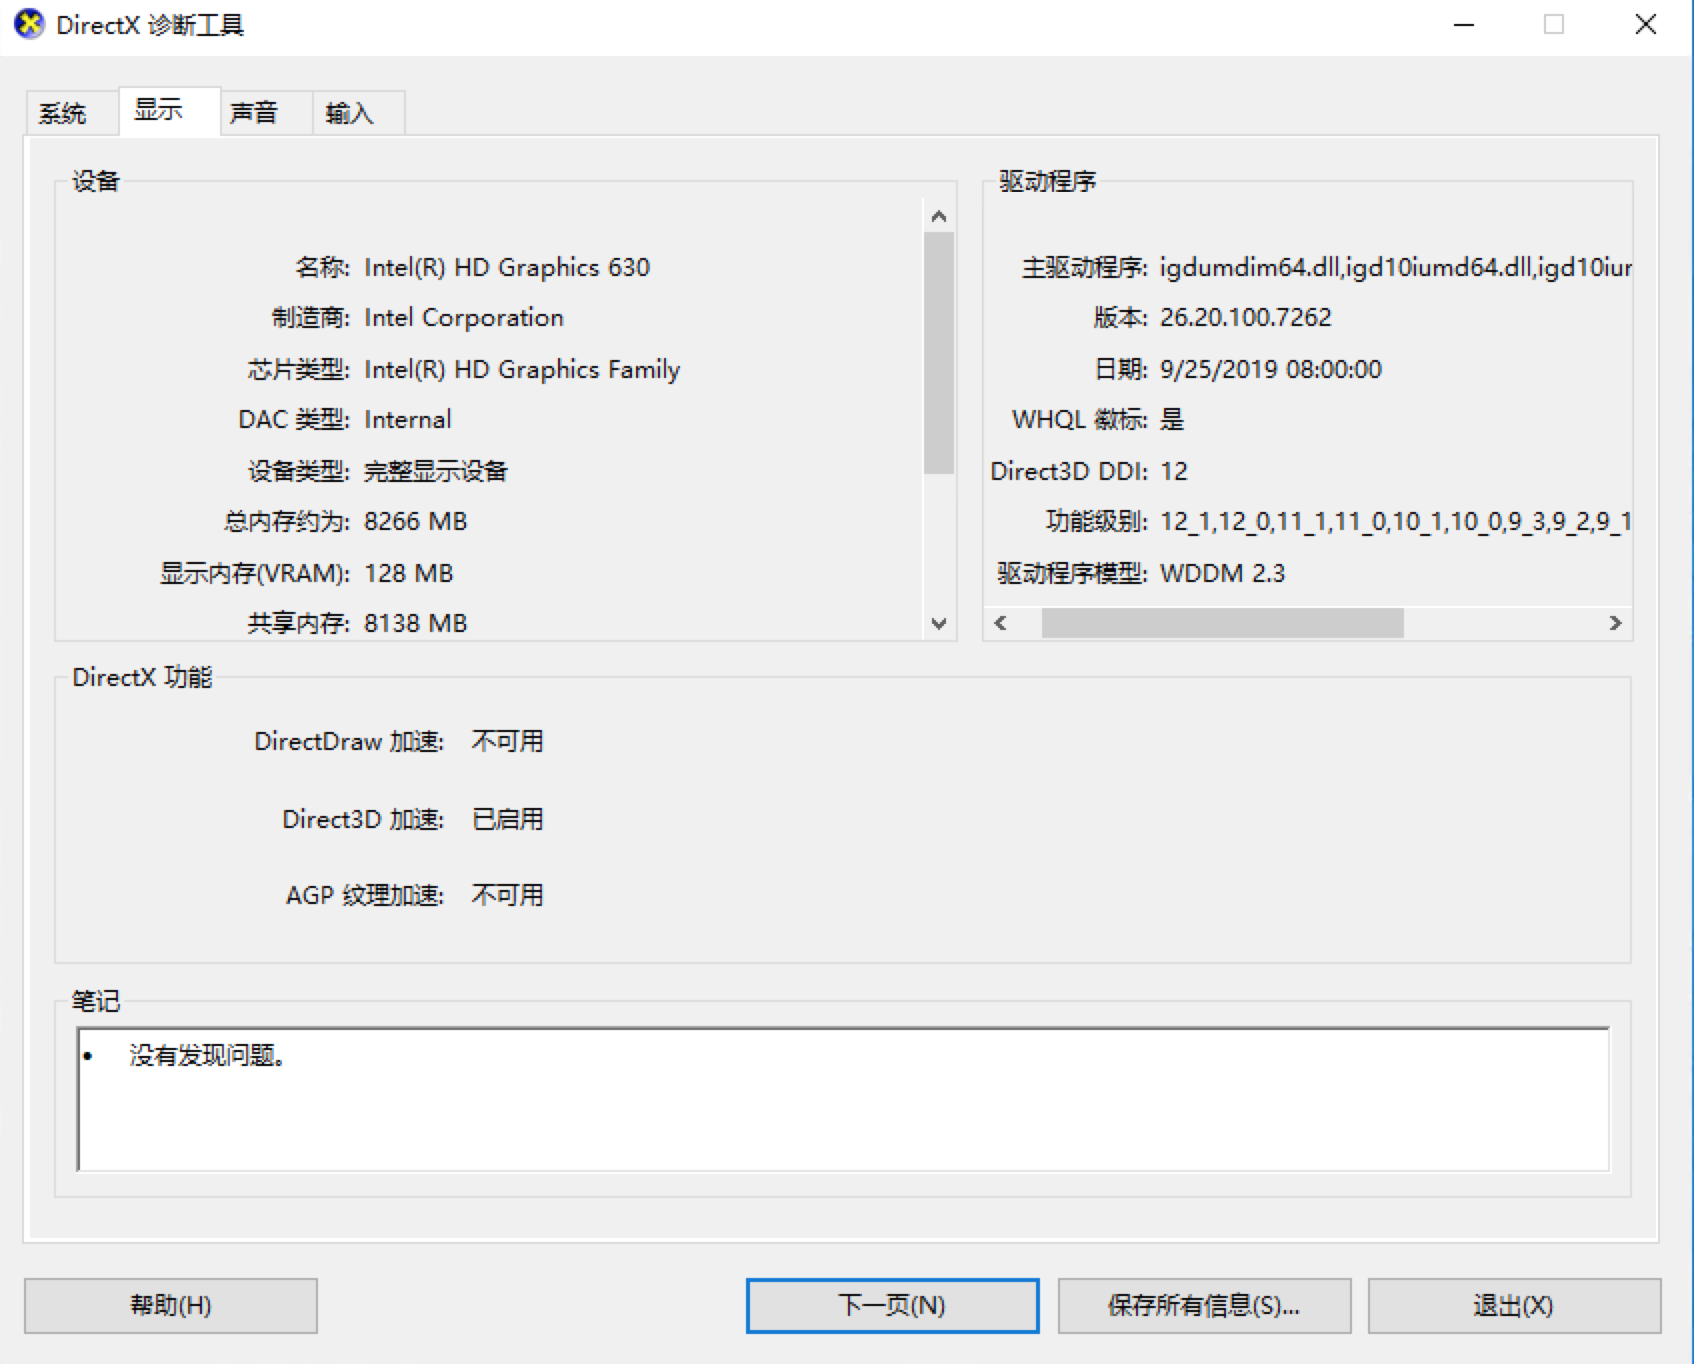 DirectX 诊断工具
系统 显示 声音 输入
设备
名称: Intel(R) HD Graphics 630
制造商: Intel Corporation
芯片类型: Intel(R) HD Graphics Family
DAC 类型: Internal
设备类型: 完整显示设备
总内存约为: 8266 MB
显示内存(VRAM): 128 MB
共享内存: 8138 MB
驱动程序
主驱动程序: igdumdim64.dll,igd10iumd64.dll,igd10iur
版本: 26.20.100.7262
日期: 9/25/2019 08:00:00
WHQL 徽标: 是
Direct3D DDI: 12
功能级别: 12_1,12_0,11_1,11_0,10_1,10_0,9_3,9_2,9_1
驱动程序模型: WDDM 2.3
DirectX 功能
DirectDraw 加速: 不可用
Direct3D 加速: 已启用
AGP 纹理加速: 不可用
笔记
• 没有发现问题。
帮助(H) 下一页(N) 保存所有信息(S)... 退出(X)